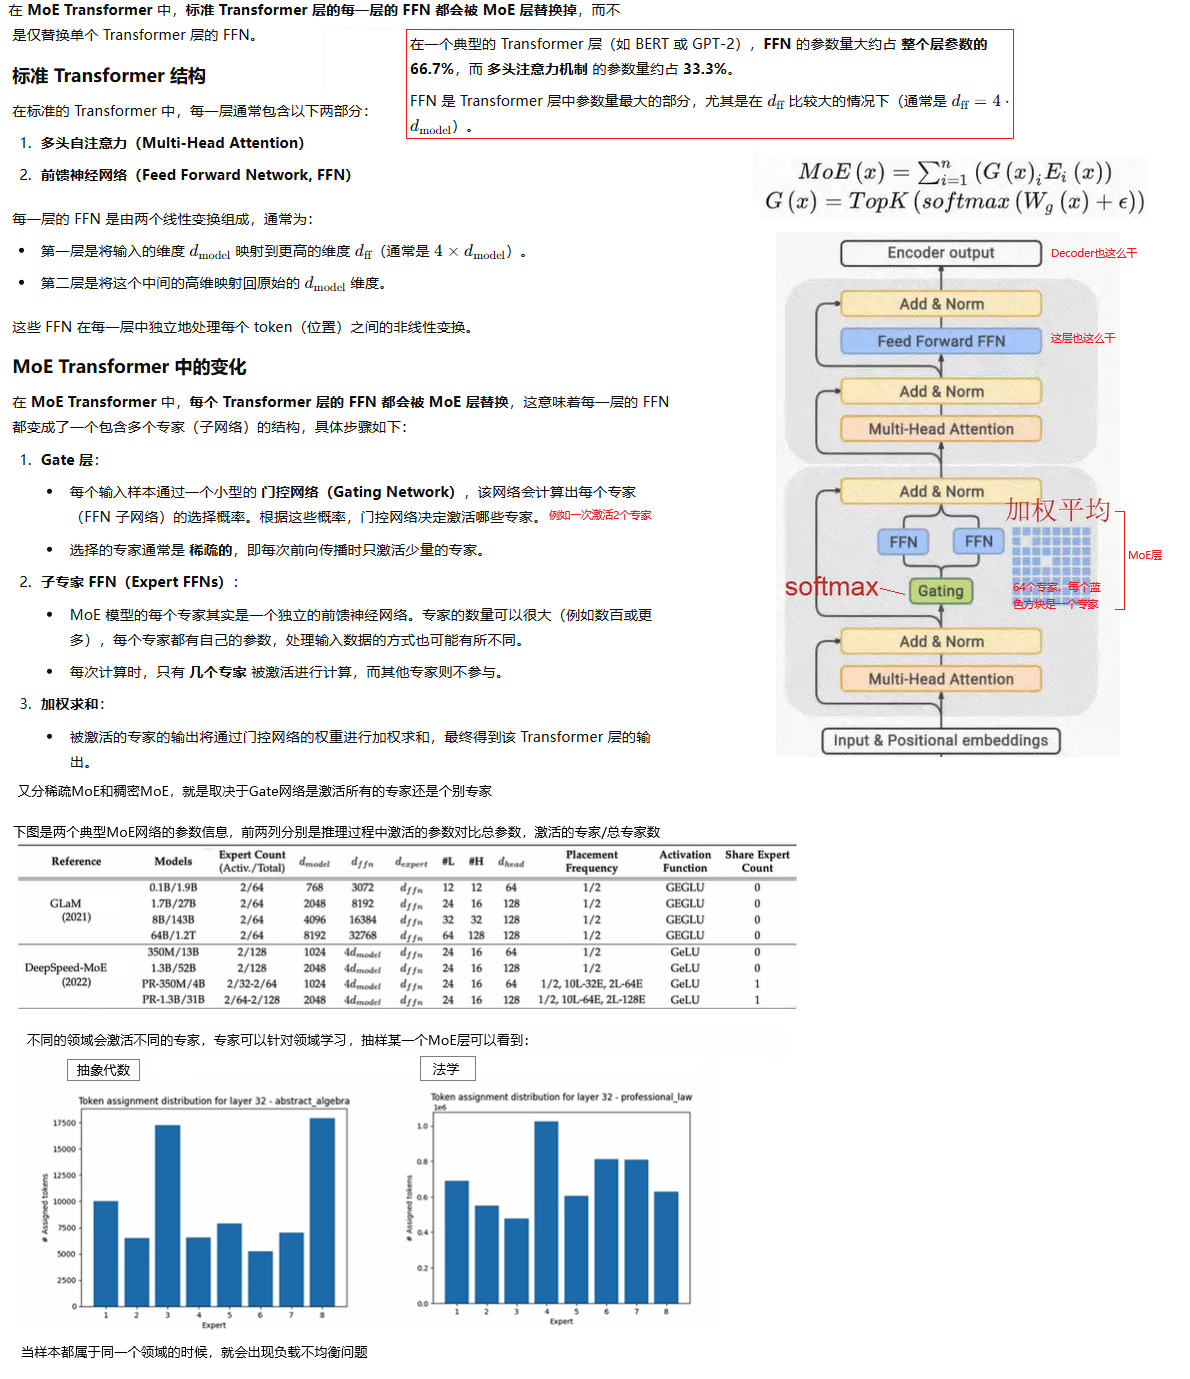 在 MoE Transformer 中，标准 Transformer 层的每一层的 FFN 都会被 MoE 层替换掉，而不
是仅替换单个 Transformer 层的 FFN。
在一个典型的 Transformer 层（如 BERT 或 GPT-2），FFN 的参数量大约占 整个层参数的
66.7%，而 多头注意力机制 的参数量约占 33.3%。
FFN 是 Transformer 层中参数量最大的部分，尤其是在 d_ff 比较大的情况下（通常是 d_ff = 4 ·
d_model）。
标准 Transformer 结构
在标准的 Transformer 中，每一层通常包含以下两部分：
1. 多头自注意力（Multi-Head Attention）
2. 前馈神经网络（Feed Forward Network, FFN）
每一层的 FFN 是由两个线性变换组成，通常为：
• 第一层是将输入的维度 d_model 映射到更高的维度 d_ff（通常是 4 × d_model）。
• 第二层是将这个中间的高维映射回原始的 d_model 维度。
这些 FFN 在每一层中独立地处理每个 token（位置）之间的非线性变换。
MoE Transformer 中的变化
在 MoE Transformer 中，每个 Transformer 层的 FFN 都会被 MoE 层替换，这意味着每一层的 FFN
都变成了一个包含多个专家（子网络）的结构，具体步骤如下：
1. Gate 层：
• 每个输入样本通过一个小型的 门控网络（Gating Network），该网络会计算出每个专家
（FFN 子网络）的选择概率。根据这些概率，门控网络决定激活哪些专家。 例如一次激活2个专家
• 选择的专家通常是 稀疏的，即每次前向传播时只激活少量的专家。
2. 子专家 FFN（Expert FFNs）：
• MoE 模型的每个专家其实是一个独立的前馈神经网络。专家的数量可以很大（例如数百或更
多），每个专家都有自己的参数，处理输入数据的方式也可能有所不同。
• 每次计算时，只有 几个专家 被激活进行计算，而其他专家则不参与。
3. 加权求和：
• 被激活的专家的输出将通过门控网络的权重进行加权求和，最终得到该 Transformer 层的输
出。
又分稀疏MoE和稠密MoE，就是取决于Gate网络是激活所有的专家还是个别专家
MoE (x) = ∑_{i=1}^{n} (G (x)_i E_i (x))
G (x) = TopK (softmax (W_g (x) + ϵ))
Encoder output
Decoder也这么干
Add & Norm
Feed Forward FFN
这层也这么干
Add & Norm
Multi-Head Attention
Add & Norm
加权平均
FFN
FFN
MoE层
softmax
Gating
64个专家，每个蓝
色方块是一个专家
Add & Norm
Multi-Head Attention
Input & Positional embeddings
下图是两个典型MoE网络的参数信息，前两列分别是推理过程中激活的参数对比总参数，激活的专家/总专家数
Reference Models Expert Count (Activ./Total) d_model d_ffn d_expert #L #H d_head Placement Frequency Activation Function Share Expert Count
GLaM (2021)
0.1B/1.9B 2/64 768 3072 d_ffn 12 12 64 1/2 GEGLU 0
1.7B/27B 2/64 2048 8192 d_ffn 24 16 128 1/2 GEGLU 0
8B/143B 2/64 4096 16384 d_ffn 32 32 128 1/2 GEGLU 0
64B/1.2T 2/64 8192 32768 d_ffn 64 128 128 1/2 GEGLU 0
DeepSpeed-MoE (2022)
350M/13B 2/128 1024 4d_model d_ffn 24 16 64 1/2 GeLU 0
1.3B/52B 2/128 2048 4d_model d_ffn 24 16 128 1/2 GeLU 0
PR-350M/4B 2/32-2/64 1024 4d_model d_ffn 24 16 64 1/2, 10L-32E, 2L-64E GeLU 1
PR-1.3B/31B 2/64-2/128 2048 4d_model d_ffn 24 16 128 1/2, 10L-64E, 2L-128E GeLU 1
不同的领域会激活不同的专家，专家可以针对领域学习，抽样某一个MoE层可以看到：
抽象代数
Token assignment distribution for layer 32 - abstract_algebra
17500
15000
12500
10000
7500
5000
2500
0
# Assigned tokens
1 2 3 4 5 6 7 8
Expert
法学
Token assignment distribution for layer 32 - professional_law
1e6
1.0
0.8
0.6
0.4
0.2
0.0
# Assigned tokens
1 2 3 4 5 6 7 8
Expert
当样本都属于同一个领域的时候，就会出现负载不均衡问题